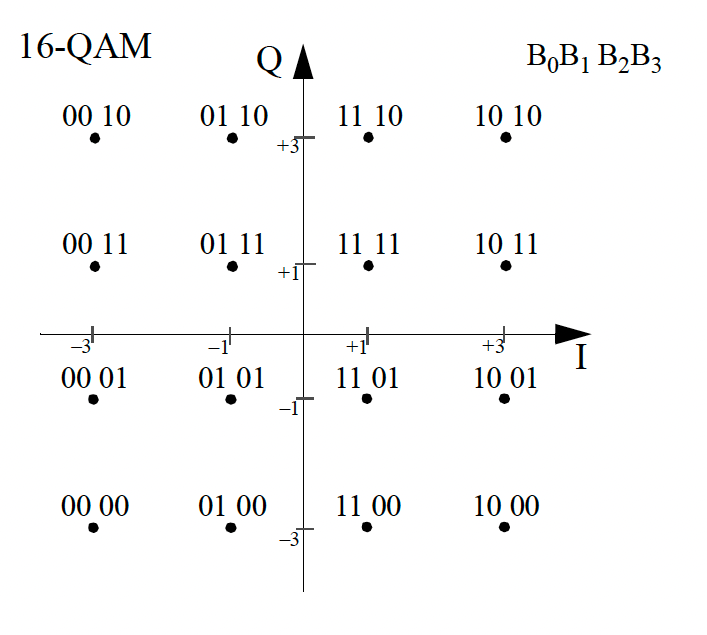 16-QAM
Q
B₀B₁ B₂B₃
00 10 01 10 11 10 10 10
+3
00 11 01 11 11 11 10 11
+1
–3 –1 +1 +3
I
00 01 01 01 11 01 10 01
–1
00 00 01 00 11 00 10 00
–3